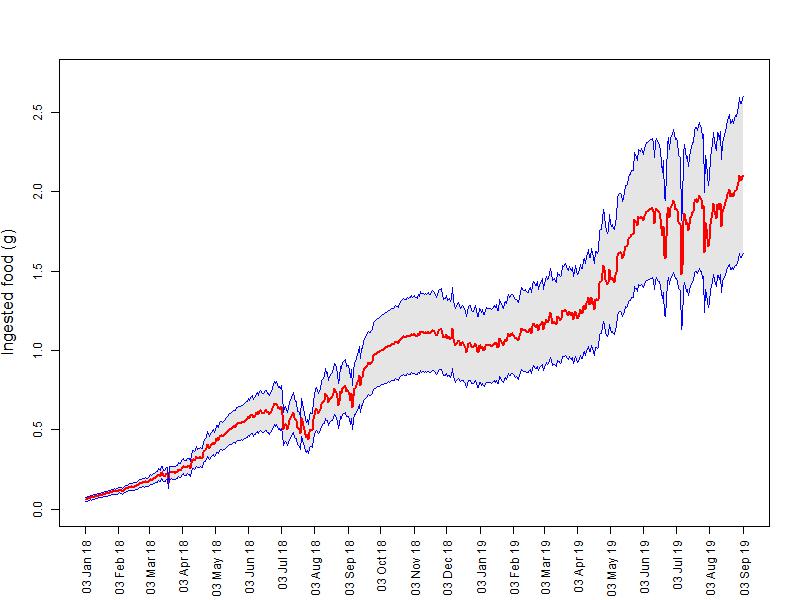 Ingested food (g)
2.5
2.0
1.5
1.0
0.5
0.0
03 Jan 18
03 Feb 18
03 Mar 18
03 Apr 18
03 May 18
03 Jun 18
03 Jul 18
03 Aug 18
03 Sep 18
03 Oct 18
03 Nov 18
03 Dec 18
03 Jan 19
03 Feb 19
03 Mar 19
03 Apr 19
03 May 19
03 Jun 19
03 Jul 19
03 Aug 19
03 Sep 19